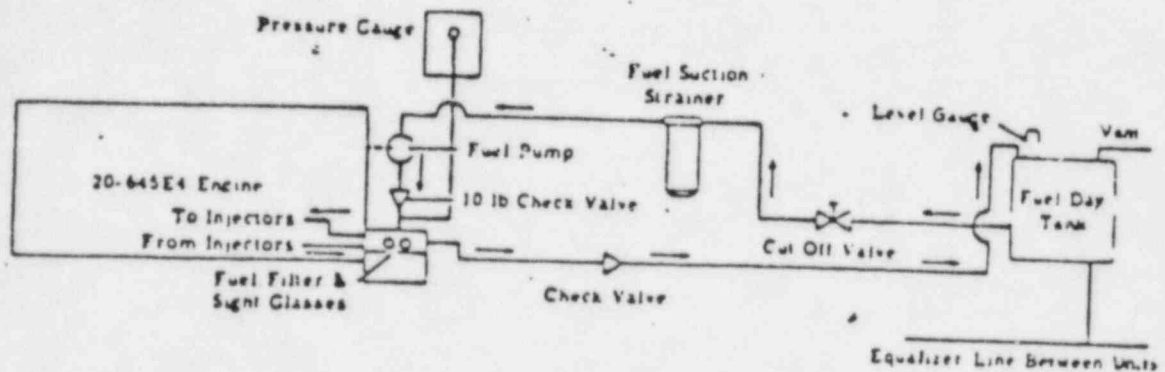 Pressure Gauge
Fuel Suction
Strainer
Level Gauge
Vent
Fuel Pump
20-645E4 Engine
10 lb Check Valve
To Injectors
From Injectors
Fuel Day
Tank
Cut Off Valve
Fuel Filter &
Sight Glasses
Check Valve
Equalizer Line Between Units